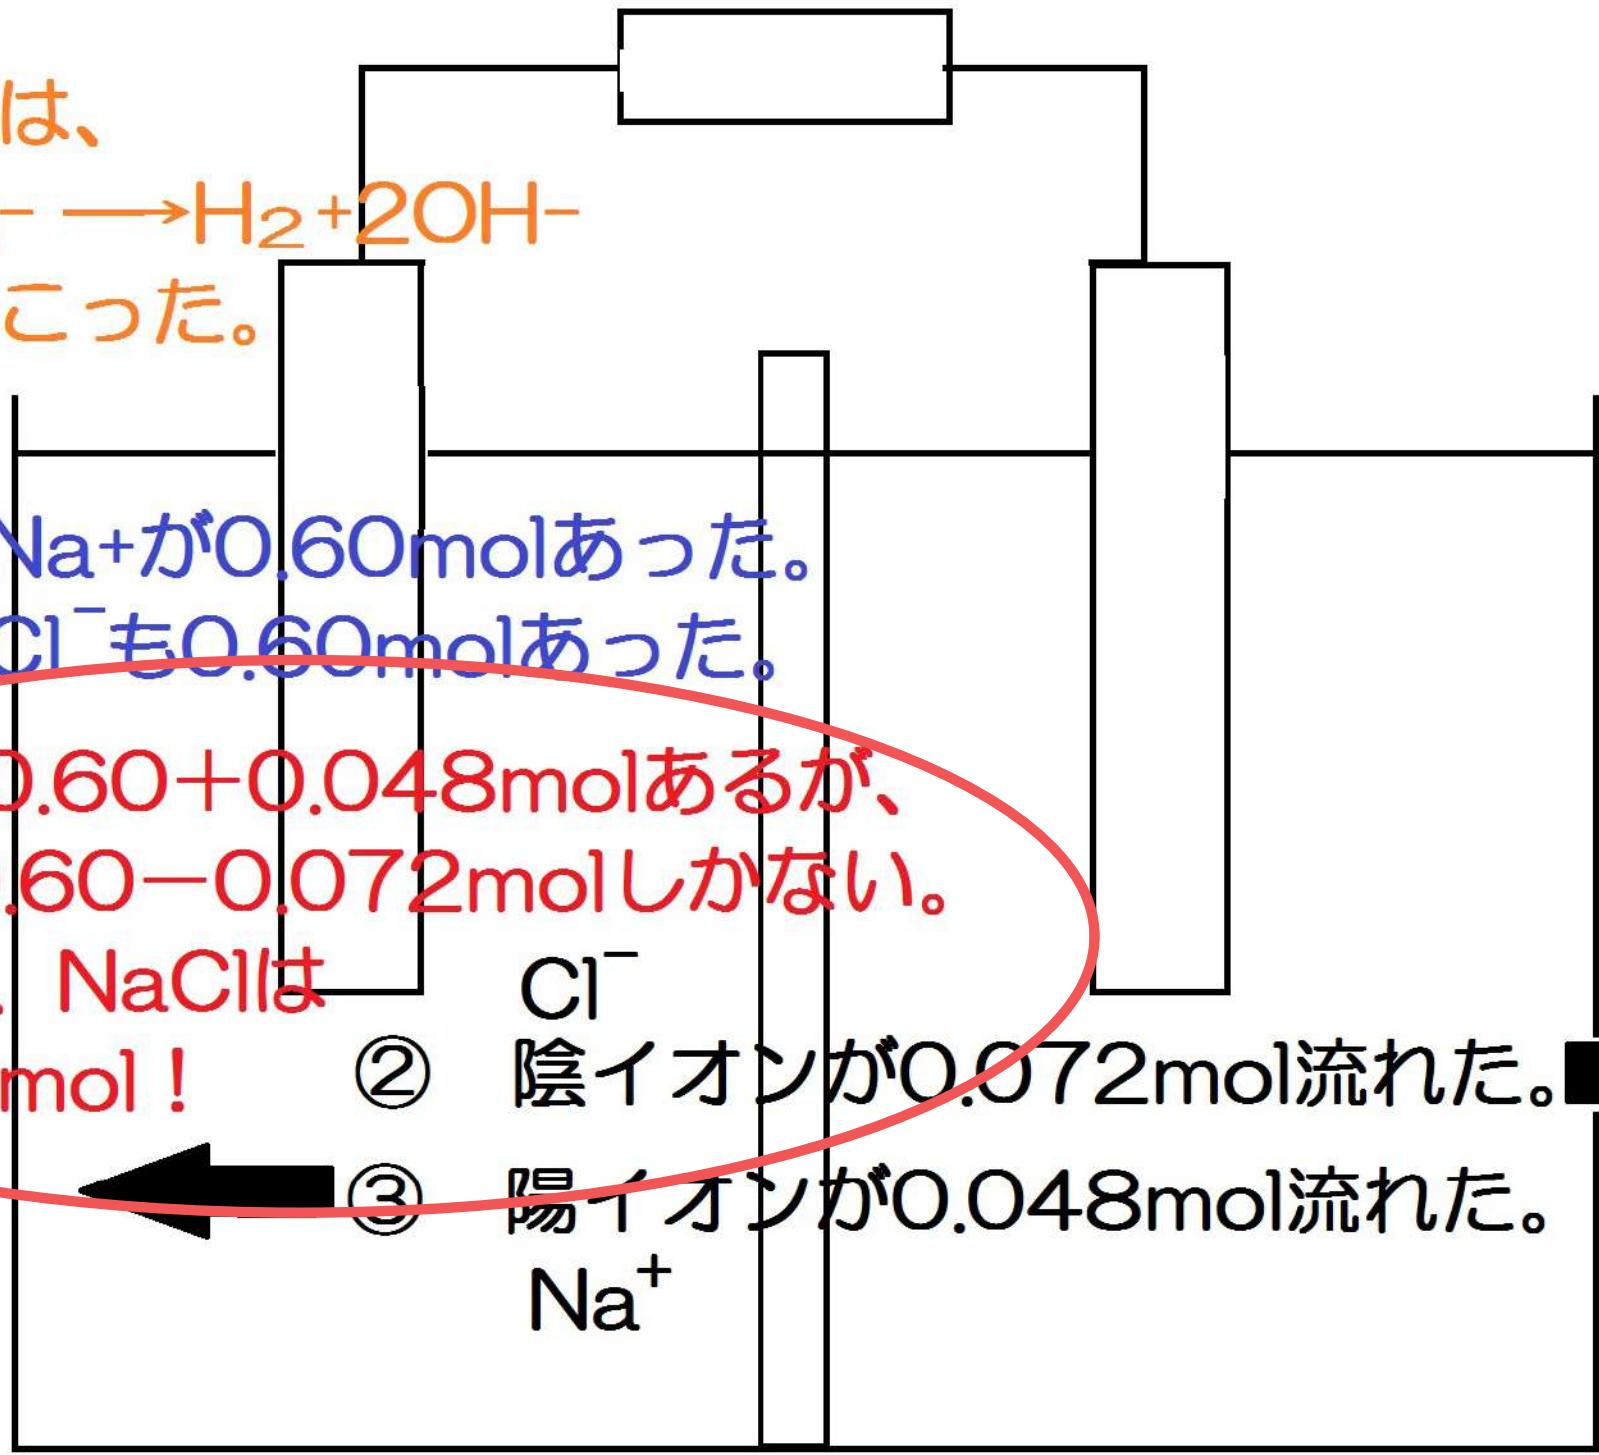 は、
- ⟶H₂+2OH-
こった。
Na+が0.60molあった。
Cl⁻も0.60molあった。
0.60+0.048molあるが、
.60-0.072molしかない。
NaClは
mol!
Cl⁻
② 陰イオンが0.072mol流れた。
③ 陽イオンが0.048mol流れた。
Na⁺